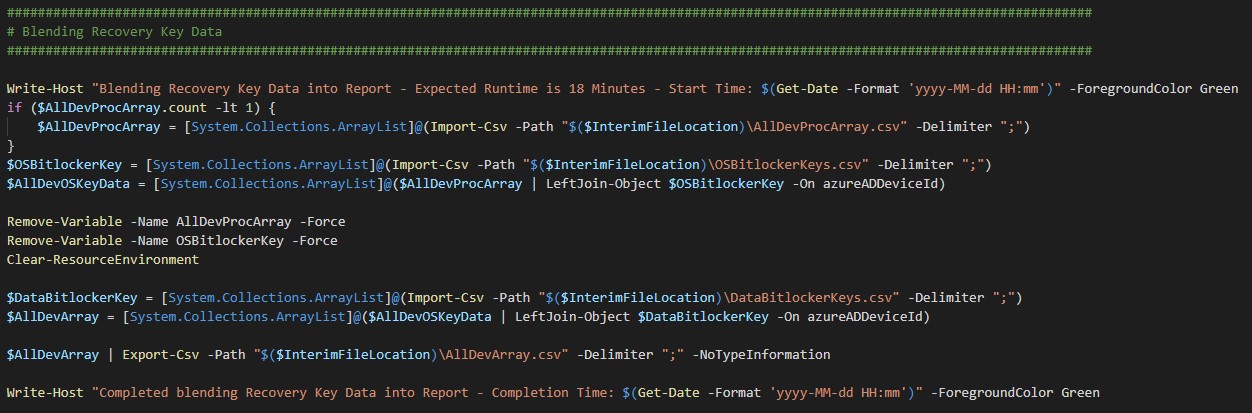 ##############################################################################################################################################
# Blending Recovery Key Data
##############################################################################################################################################
Write-Host "Blending Recovery Key Data into Report - Expected Runtime is 18 Minutes - Start Time: $(Get-Date -Format 'yyyy-MM-dd HH:mm')" -ForegroundColor Green
if ($AllDevProcArray.count -lt 1) {
    $AllDevProcArray = [System.Collections.ArrayList]@(Import-Csv -Path "$($InterimFileLocation)\AllDevProcArray.csv" -Delimiter ";")
}
$OSBitlockerKey = [System.Collections.ArrayList]@(Import-Csv -Path "$($InterimFileLocation)\OSBitlockerKeys.csv" -Delimiter ";")
$AllDevOSKeyData = [System.Collections.ArrayList]@($AllDevProcArray | LeftJoin-Object $OSBitlockerKey -On azureADDeviceId)
Remove-Variable -Name AllDevProcArray -Force
Remove-Variable -Name OSBitlockerKey -Force
Clear-ResourceEnvironment
$DataBitlockerKey = [System.Collections.ArrayList]@(Import-Csv -Path "$($InterimFileLocation)\DataBitlockerKeys.csv" -Delimiter ";")
$AllDevArray = [System.Collections.ArrayList]@($AllDevOSKeyData | LeftJoin-Object $DataBitlockerKey -On azureADDeviceId)
$AllDevArray | Export-Csv -Path "$($InterimFileLocation)\AllDevArray.csv" -Delimiter ";" -NoTypeInformation
Write-Host "Completed blending Recovery Key Data into Report - Completion Time: $(Get-Date -Format 'yyyy-MM-dd HH:mm')" -ForegroundColor Green